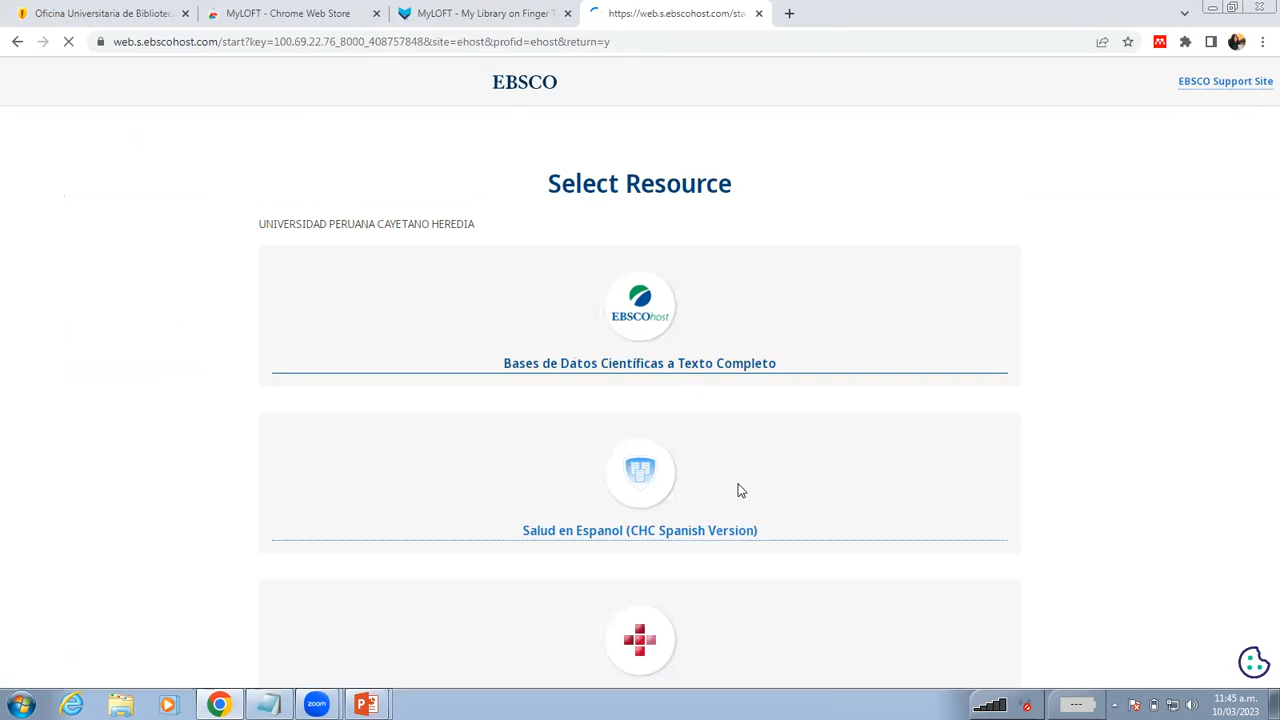 Oficina Universitaria de Bibliotec
MyLOFT - Chrome Web Store
MyLOFT - My Library on Finger T
https://web.s.ebscohost.com/sta
web.s.ebscohost.com/start?key=100.69.22.76_8000_408757848&site=ehost&profid=ehost&return=y
EBSCO
EBSCO Support Site
Select Resource
UNIVERSIDAD PERUANA CAYETANO HEREDIA
EBSCOhost
Bases de Datos Científicas a Texto Completo
Salud en Espanol (CHC Spanish Version)
zoom
11:45 a.m.
10/03/2023